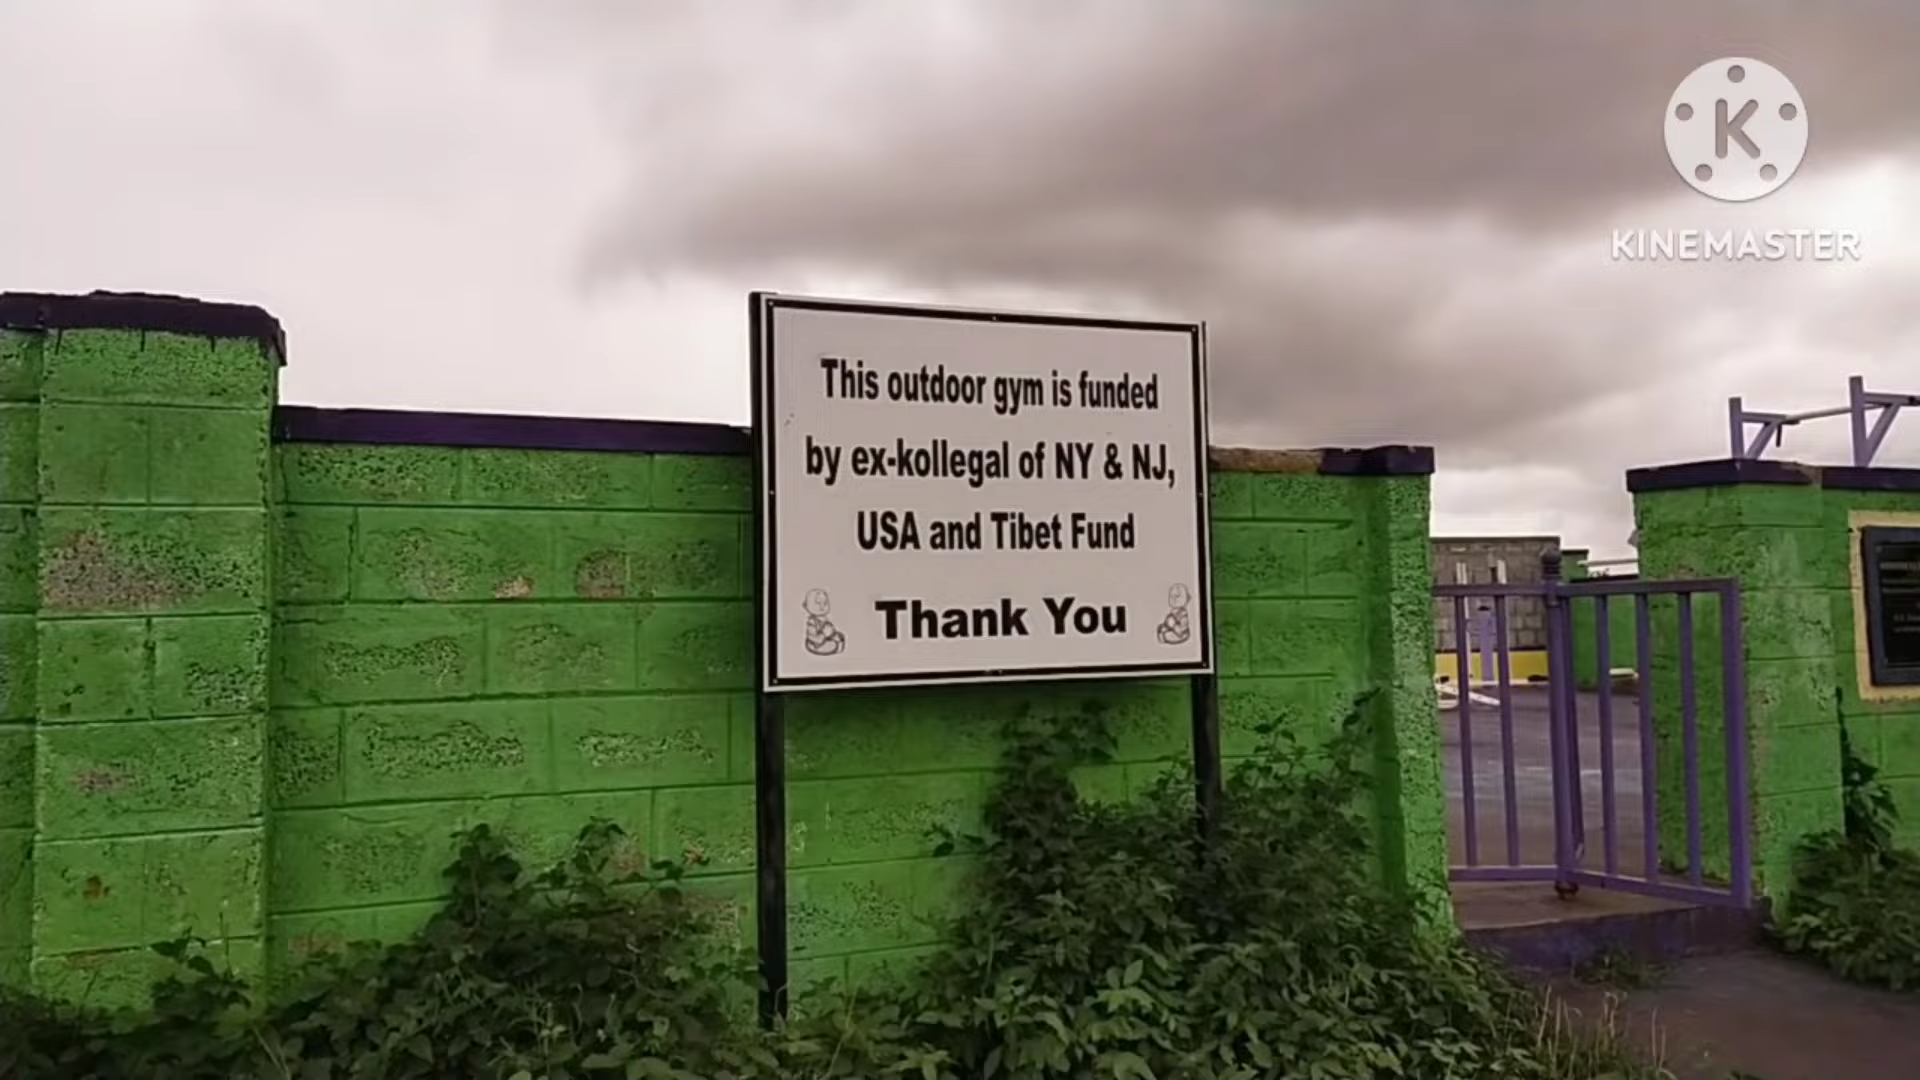 K
KINEMASTER
This outdoor gym is funded
by ex-kollegal of NY & NJ,
USA and Tibet Fund
Thank You